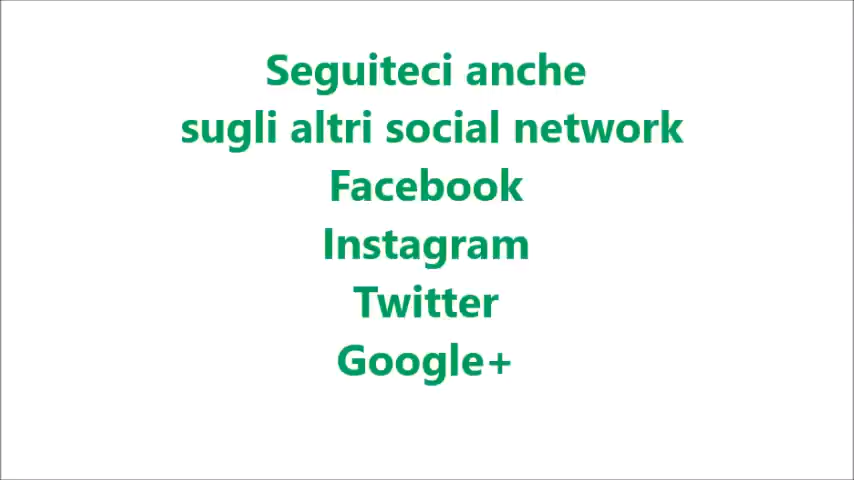 Seguiteci anche
sugli altri social network
Facebook
Instagram
Twitter
Google+